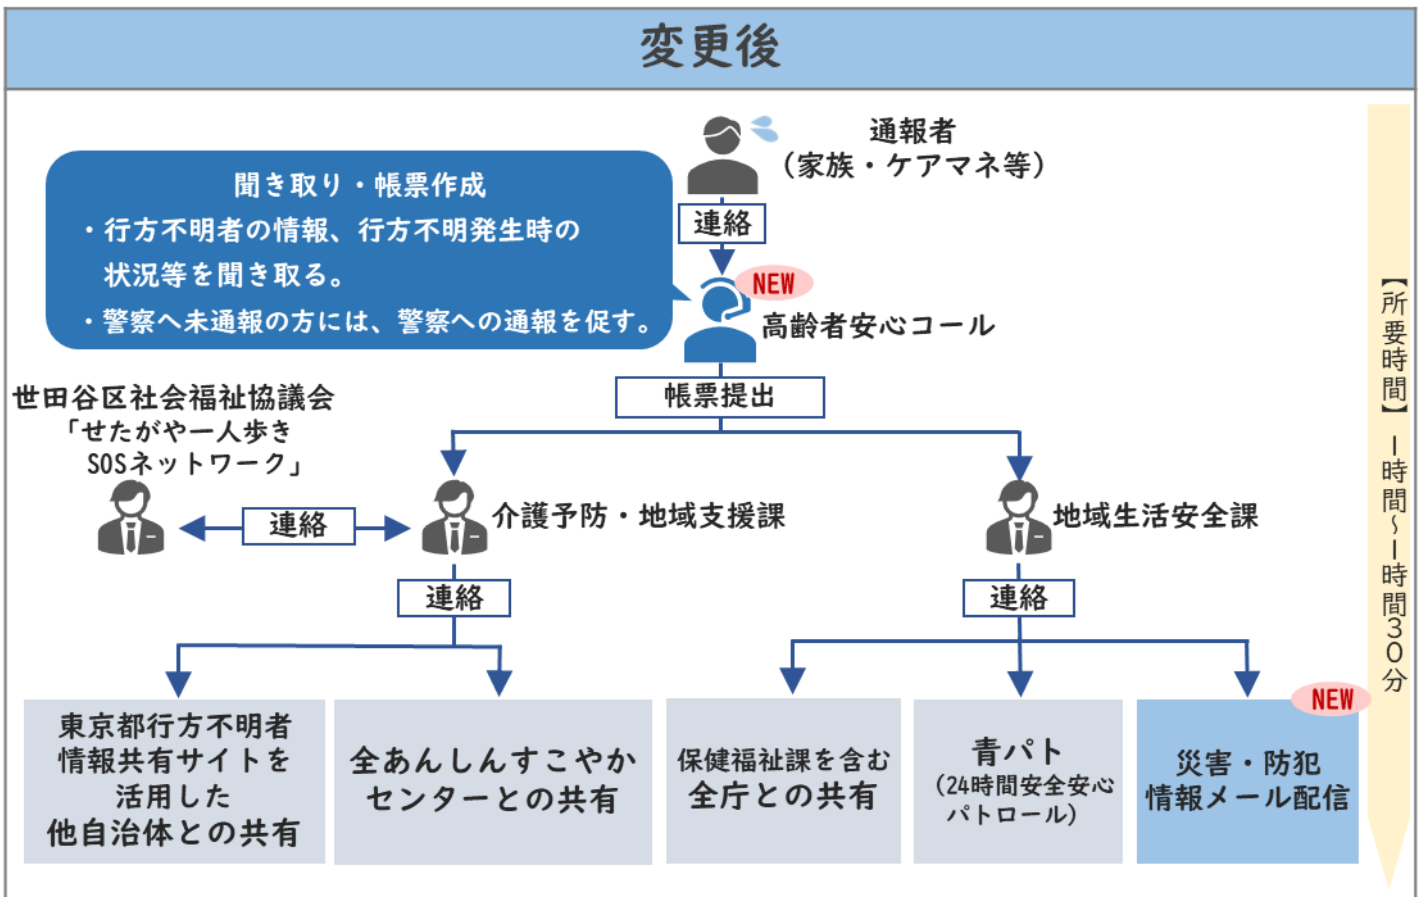 変更後
通報者
（家族・ケアマネ等）
連絡
聞き取り・帳票作成
・行方不明者の情報、行方不明発生時の
状況等を聞き取る。
・警察へ未通報の方には、警察への通報を促す。
NEW
高齢者安心コール
帳票提出
世田谷区社会福祉協議会
「せたがや一人歩き
SOSネットワーク」
連絡
介護予防・地域支援課
地域生活安全課
連絡
連絡
東京都行方不明者
情報共有サイトを
活用した
他自治体との共有
全あんしんすこやか
センターとの共有
保健福祉課を含む
全庁との共有
青パト
（24時間安全安心
パトロール）
NEW
災害・防犯
情報メール配信
【所要時間】 1時間～1時間30分